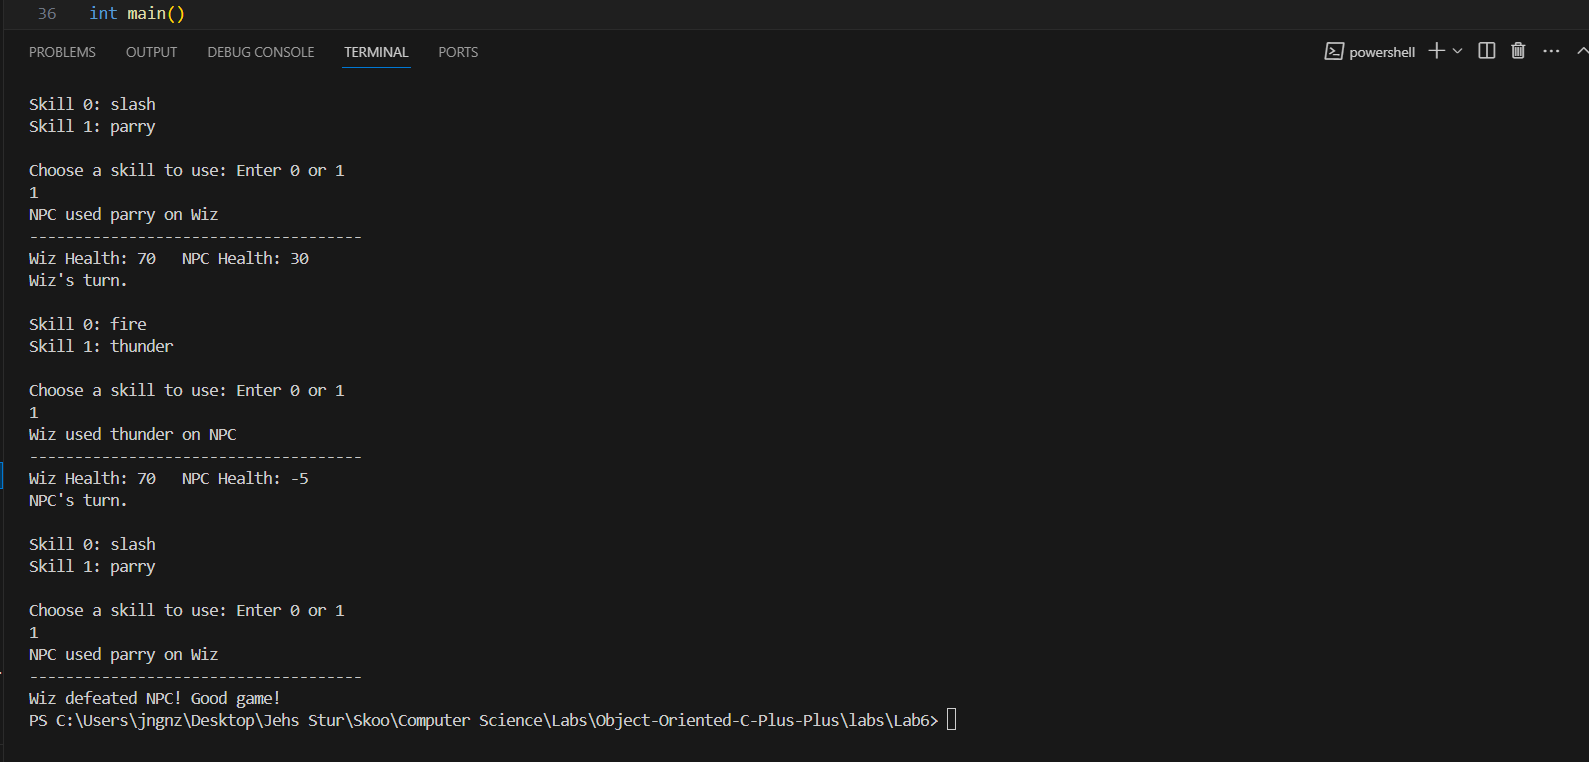 36 int main()
PROBLEMS OUTPUT DEBUG CONSOLE TERMINAL PORTS powershell
Skill 0: slash
Skill 1: parry
Choose a skill to use: Enter 0 or 1
1
NPC used parry on Wiz
-------------------------------------
Wiz Health: 70 NPC Health: 30
Wiz's turn.
Skill 0: fire
Skill 1: thunder
Choose a skill to use: Enter 0 or 1
1
Wiz used thunder on NPC
-------------------------------------
Wiz Health: 70 NPC Health: -5
NPC's turn.
Skill 0: slash
Skill 1: parry
Choose a skill to use: Enter 0 or 1
1
NPC used parry on Wiz
-------------------------------------
Wiz defeated NPC! Good game!
PS C:\Users\jngnz\Desktop\Jehs Stur\Skoo\Computer Science\Labs\Object-Oriented-C-Plus-Plus\labs\Lab6>